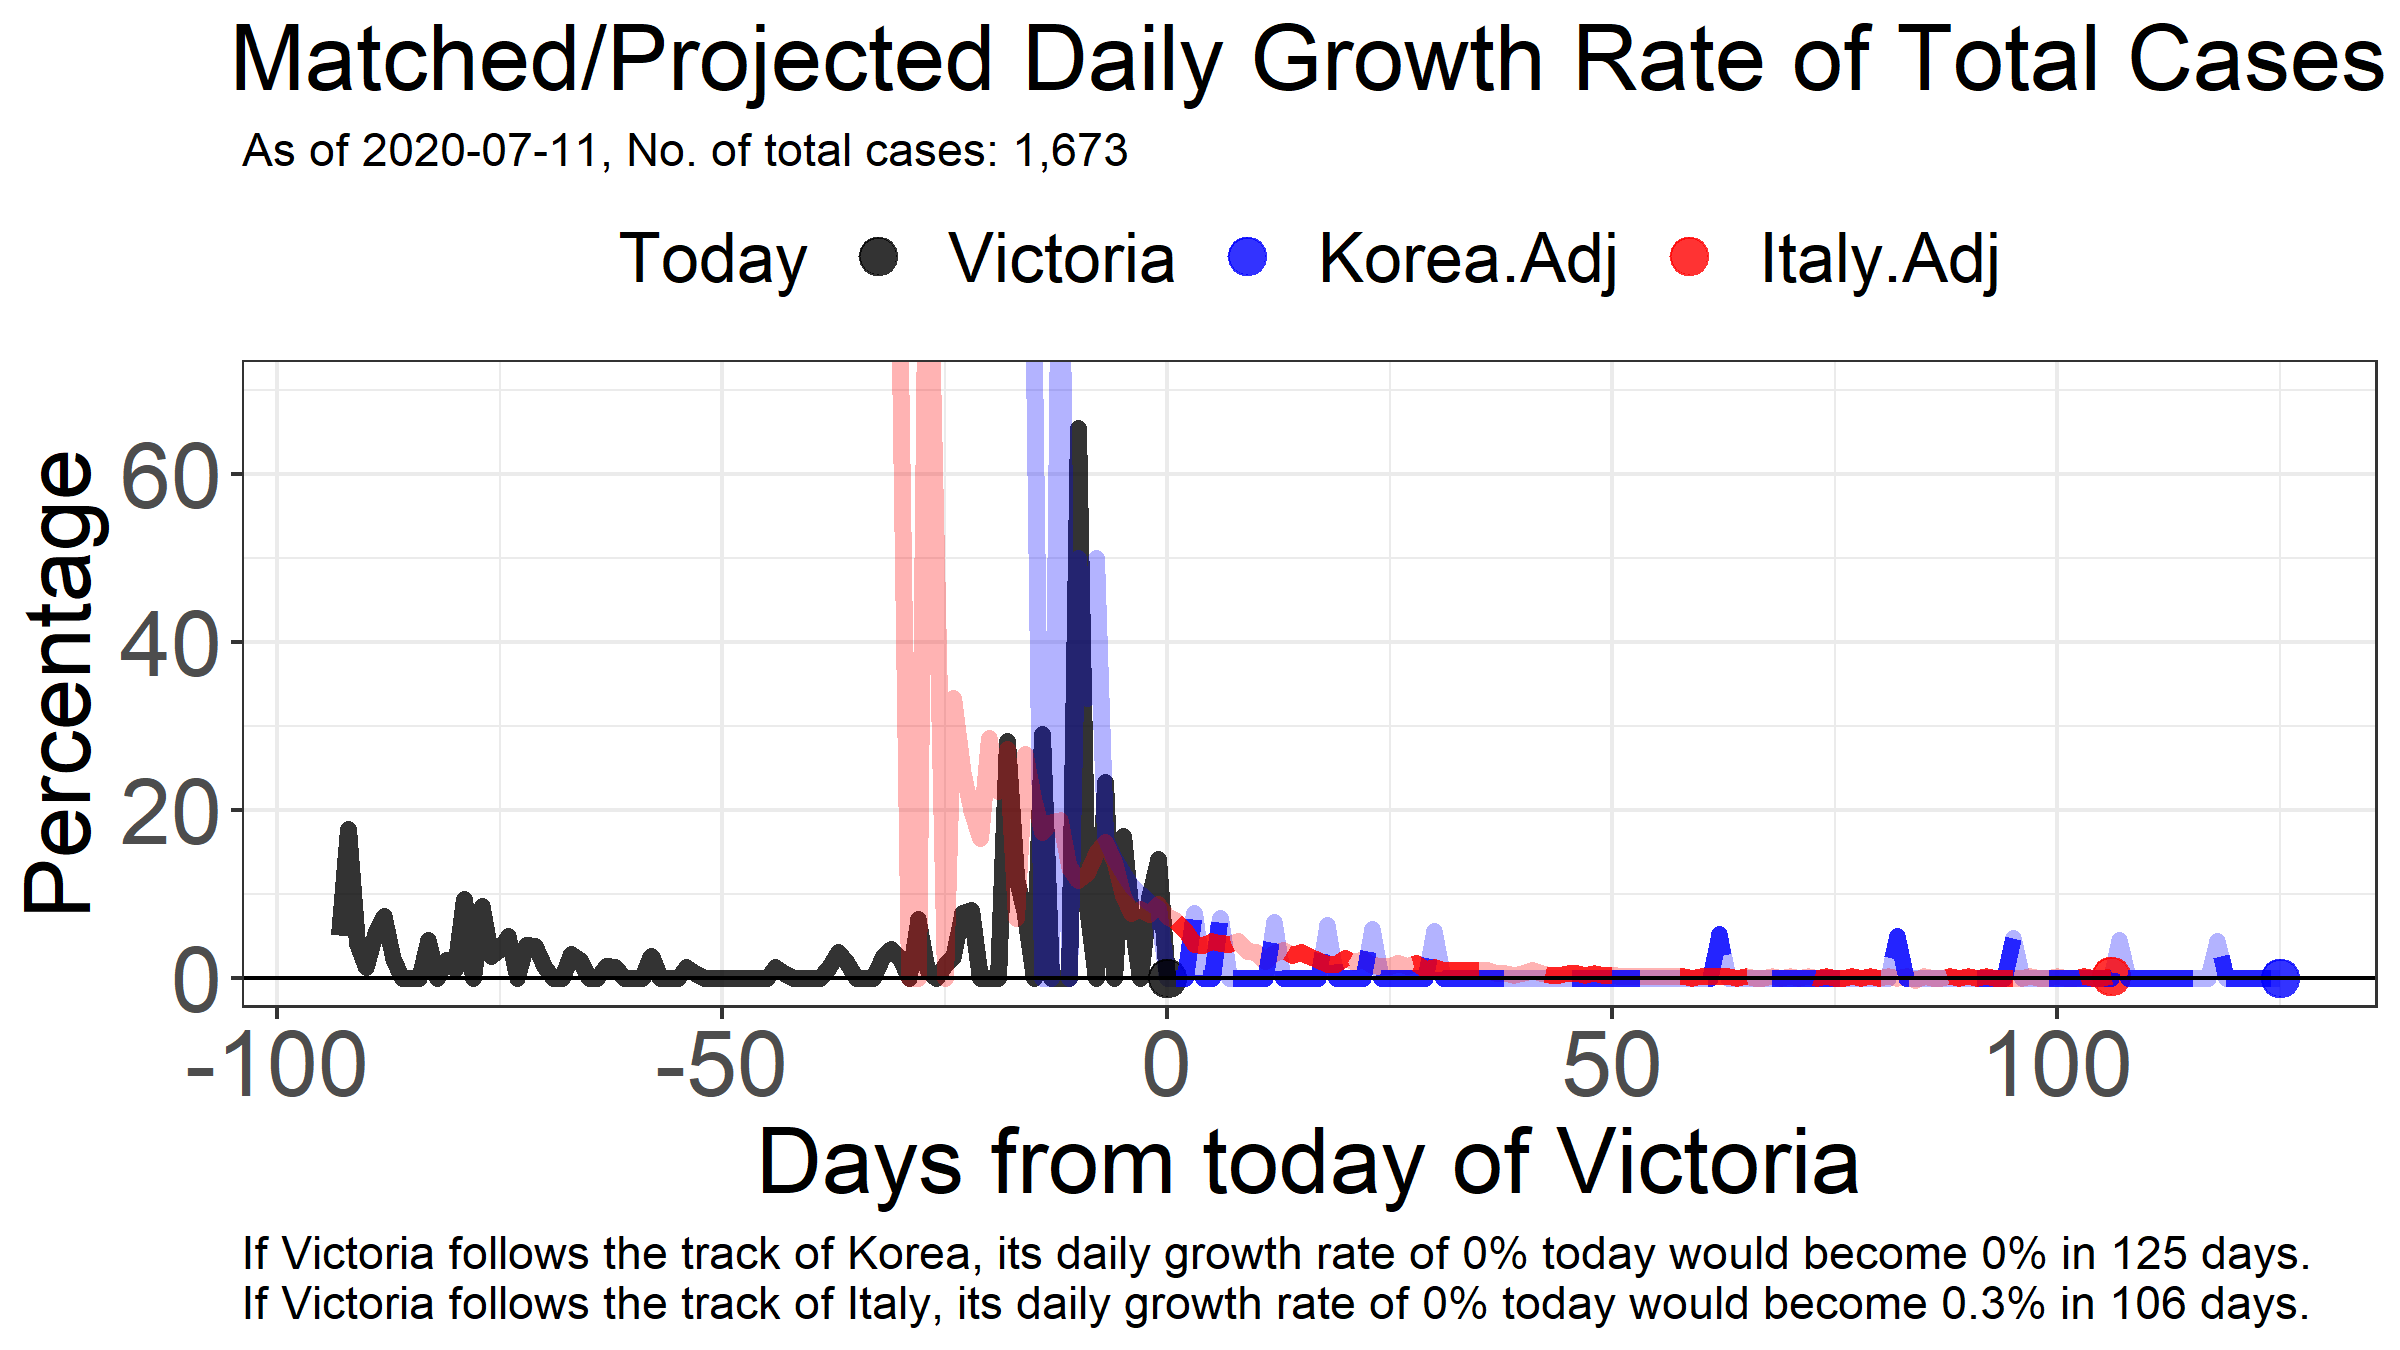 Matched/Projected Daily Growth Rate of Total Cases
As of 2020-07-11, No. of total cases: 1,673
Today Victoria Korea.Adj Italy.Adj
Percentage
60
40
20
0
-100 -50 0 50 100
Days from today of Victoria
If Victoria follows the track of Korea, its daily growth rate of 0% today would become 0% in 125 days.
If Victoria follows the track of Italy, its daily growth rate of 0% today would become 0.3% in 106 days.